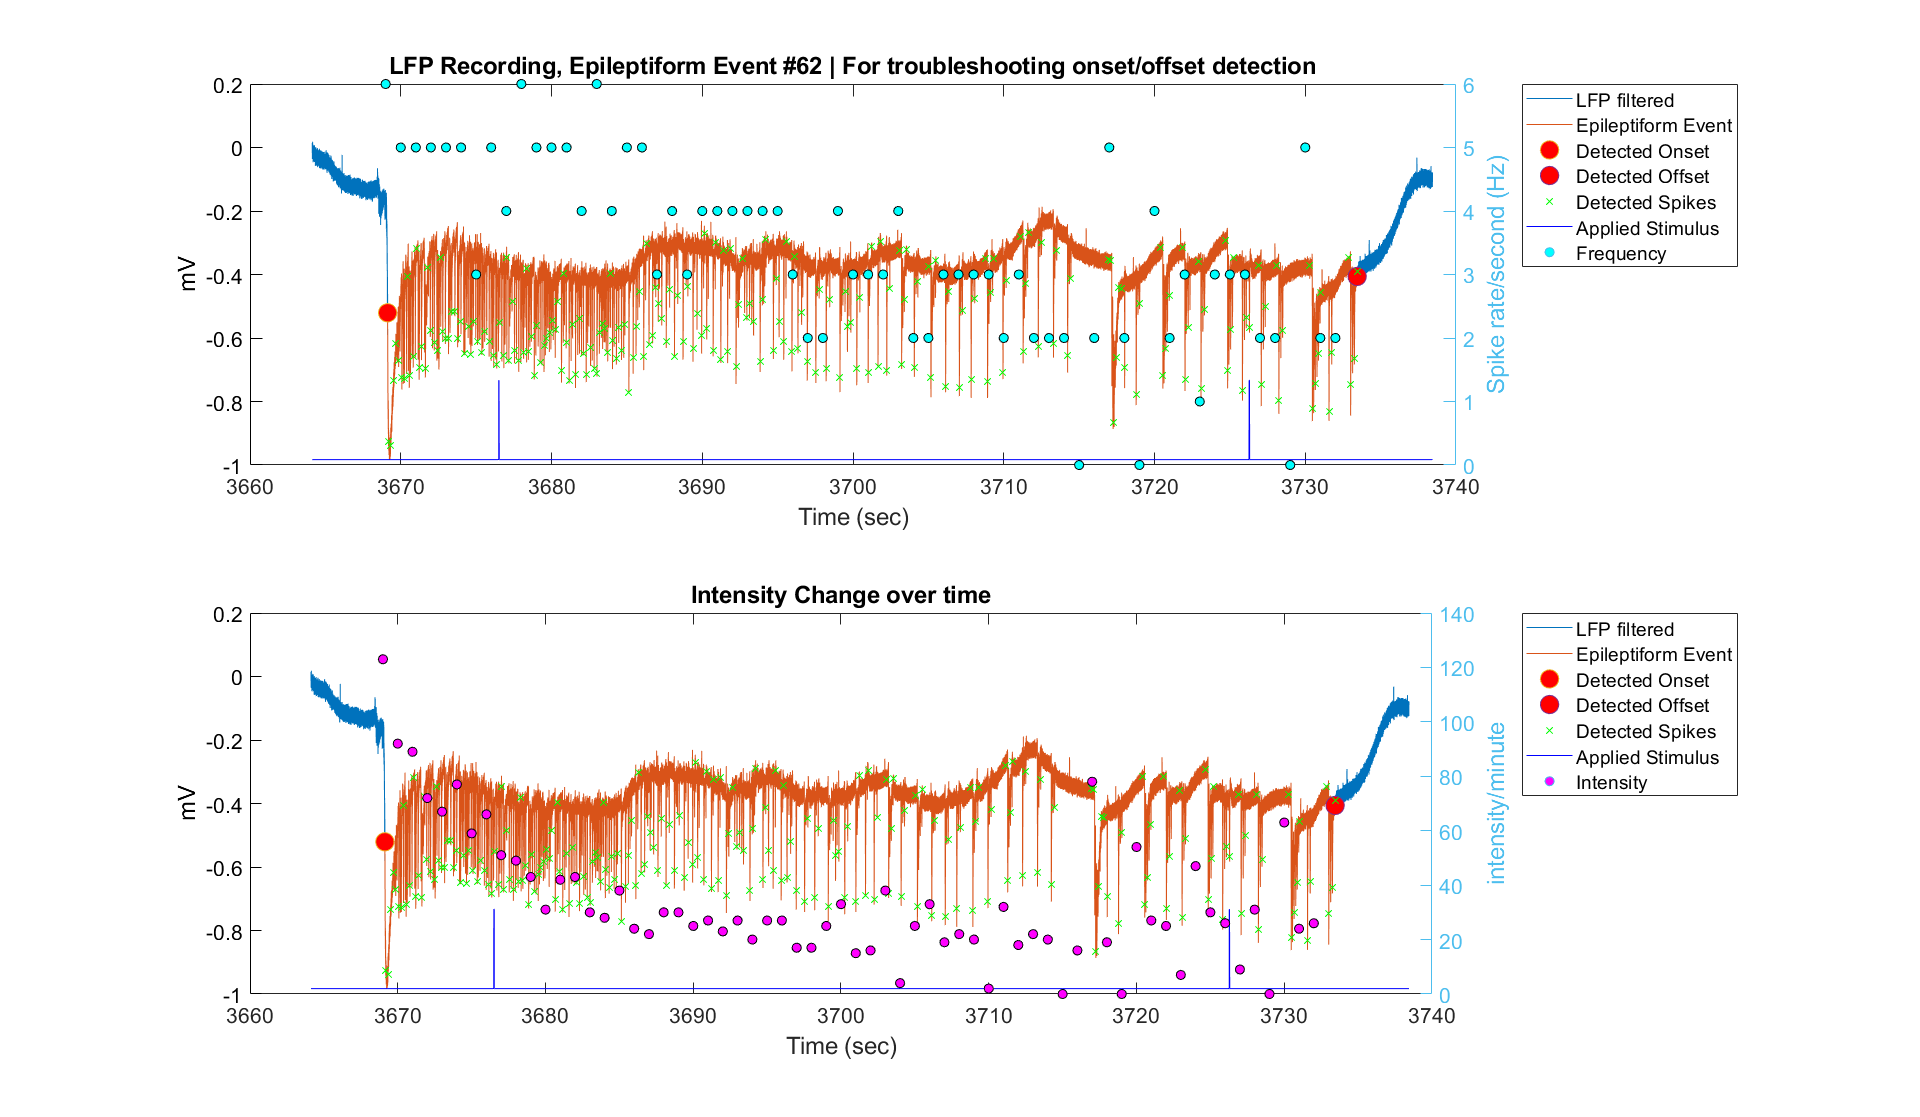 LFP Recording, Epileptiform Event #62 | For troubleshooting onset/offset detection
0.2
0
-0.2
-0.4
-0.6
-0.8
-1
mV
3660
3670
3680
3690
3700
3710
3720
3730
3740
Time (sec)
6
5
4
3
2
1
0
Spike rate/second (Hz)
LFP filtered
Epileptiform Event
Detected Onset
Detected Offset
Detected Spikes
Applied Stimulus
Frequency
Intensity Change over time
0.2
0
-0.2
-0.4
-0.6
-0.8
-1
mV
3660
3670
3680
3690
3700
3710
3720
3730
3740
Time (sec)
140
120
100
80
60
40
20
0
intensity/minute
LFP filtered
Epileptiform Event
Detected Onset
Detected Offset
Detected Spikes
Applied Stimulus
Intensity